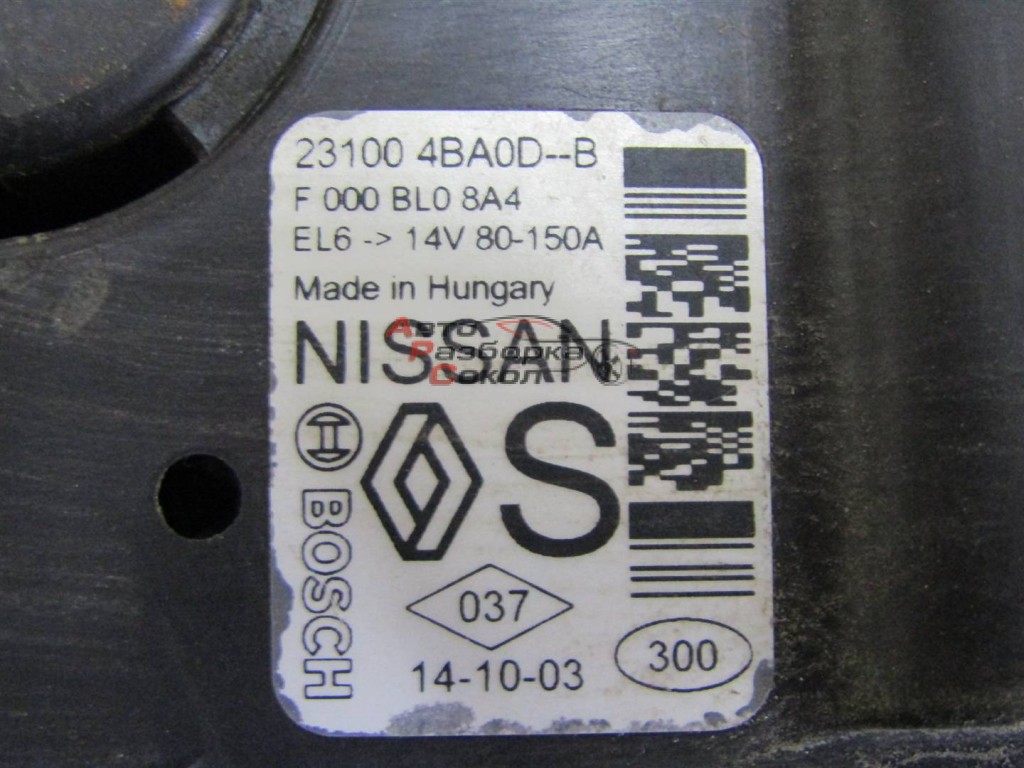 23100 4BA0D--B
F 000 BL0 8A4
EL6 -> 14V 80-150A
Made in Hungary
NISSAN
Авто
Разборка
Сокол
S
BOSCH
037
300
14-10-03